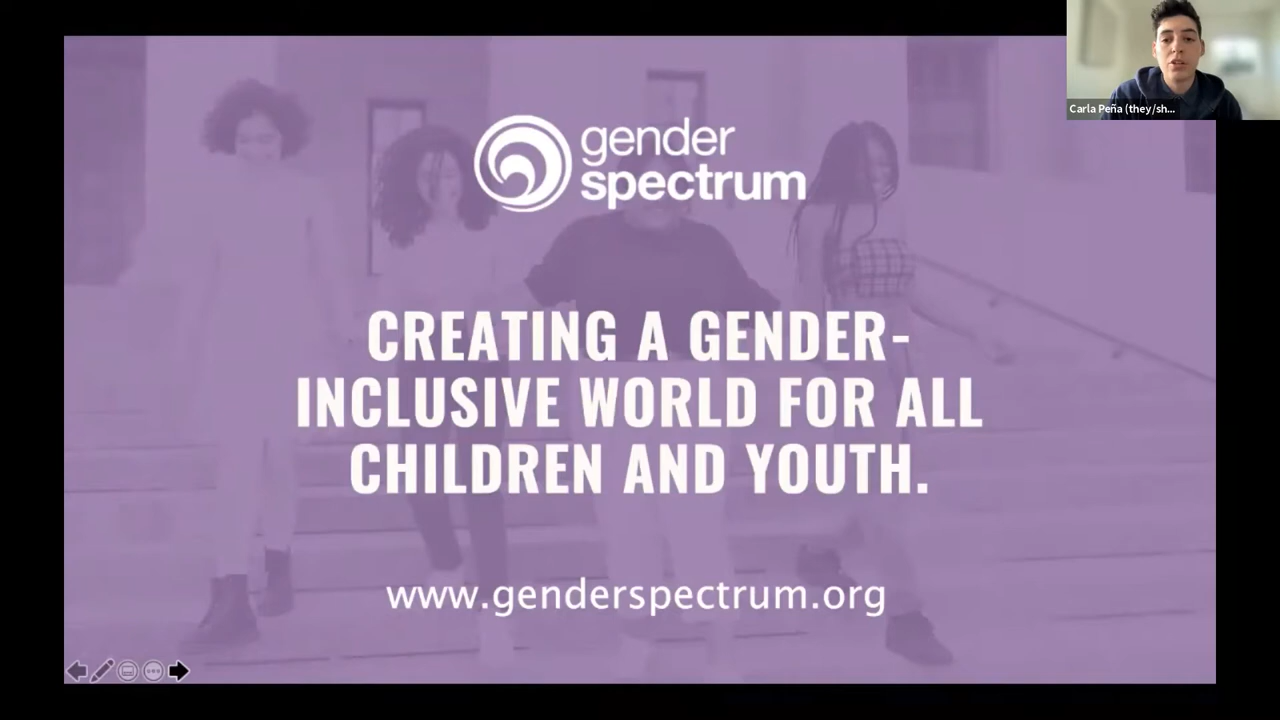 Carla Peña (they/sh...
gender
spectrum
CREATING A GENDER-
INCLUSIVE WORLD FOR ALL
CHILDREN AND YOUTH.
www.genderspectrum.org